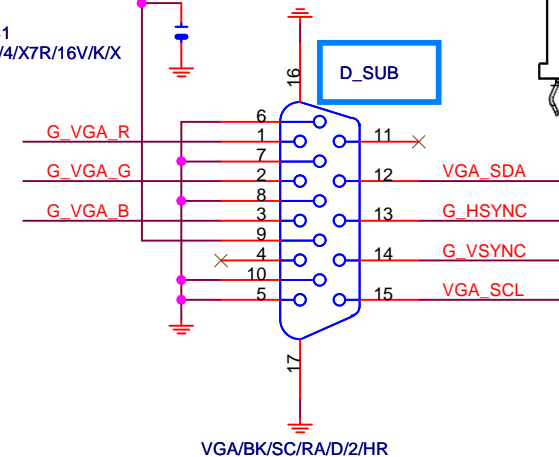 1
/4/X7R/16V/K/X
16
D_SUB
6
G_VGA_R
1
11
7
G_VGA_G
2
12
VGA_SDA
8
G_VGA_B
3
13
G_HSYNC
9
4
14
G_VSYNC
10
5
15
VGA_SCL
17
VGA/BK/SC/RA/D/2/HR